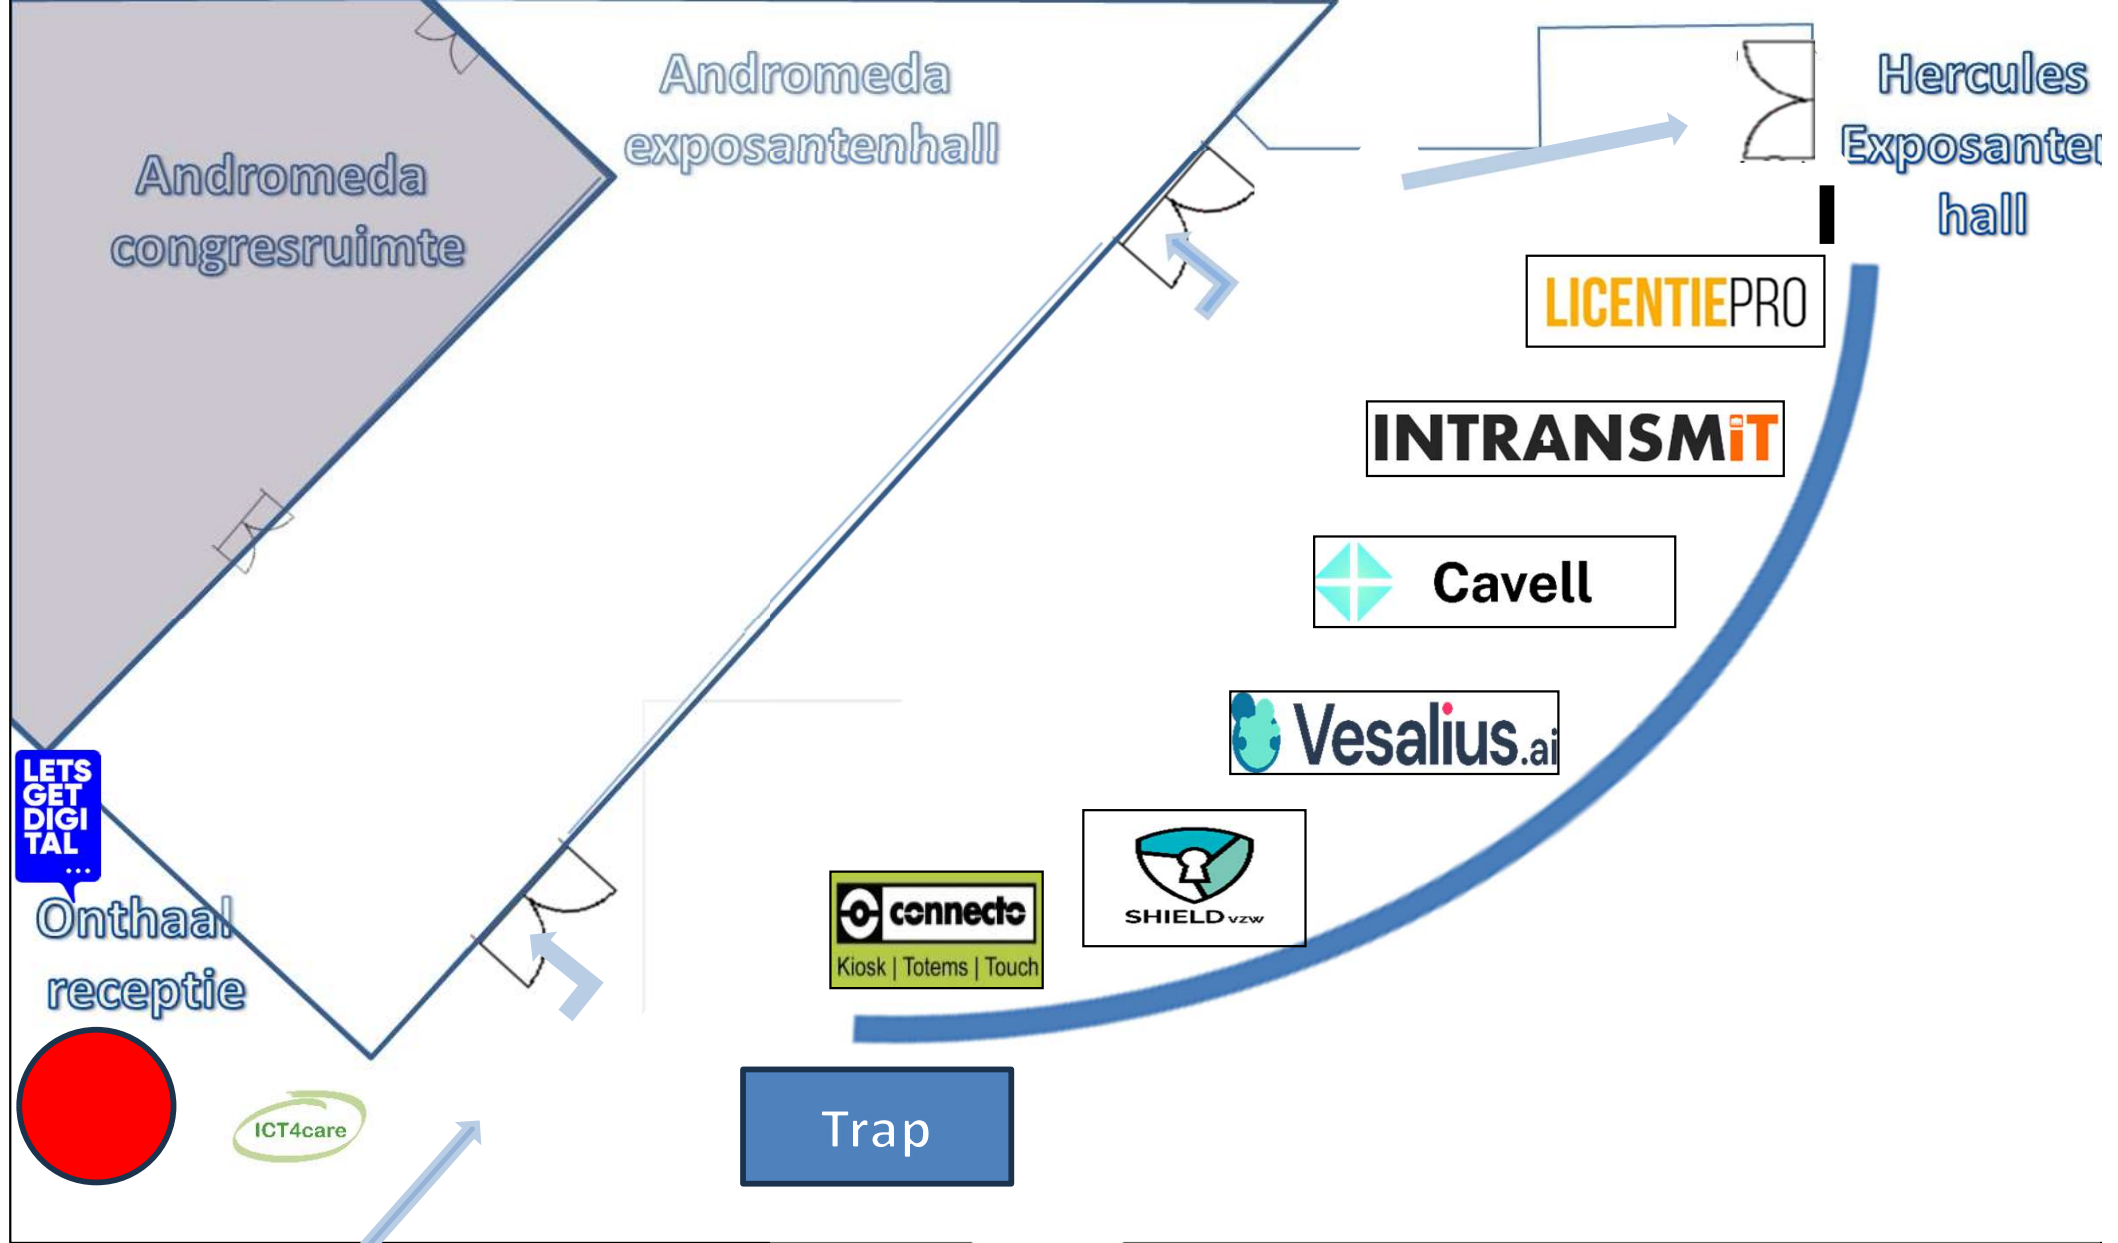 Andromeda
congresruimte
Andromeda
exposantenhall
Hercules
Exposanten
hall
LICENTIEPRO
INTRANSMiT
Cavell
Vesalius.ai
SHIELD vzw
connecto
Kiosk | Totems | Touch
LETS
GET
DIGI
TAL
...
Onthaal
receptie
ICT4care
Trap